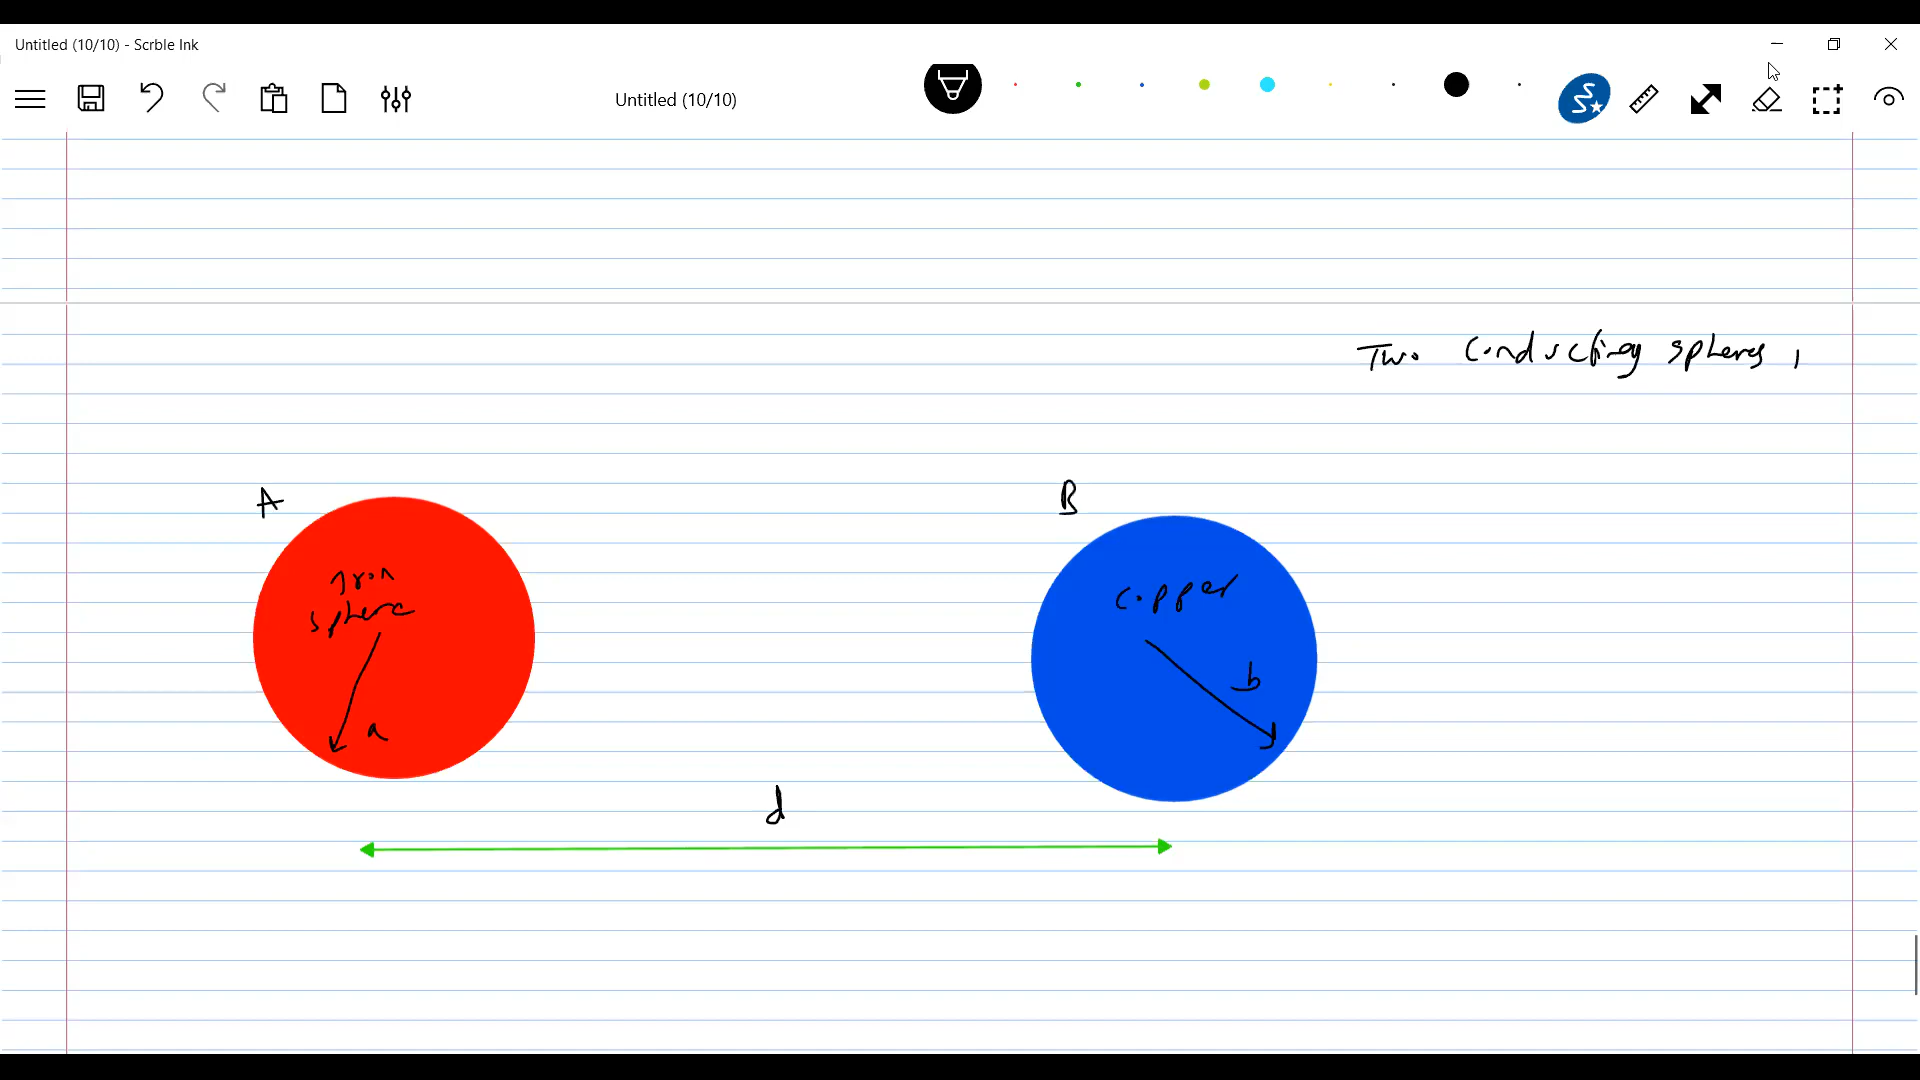 Untitled (10/10) - Scrble Ink
Untitled (10/10)
Two conducting spheres,
A
B
Iron
sphere
copper
a
b
d